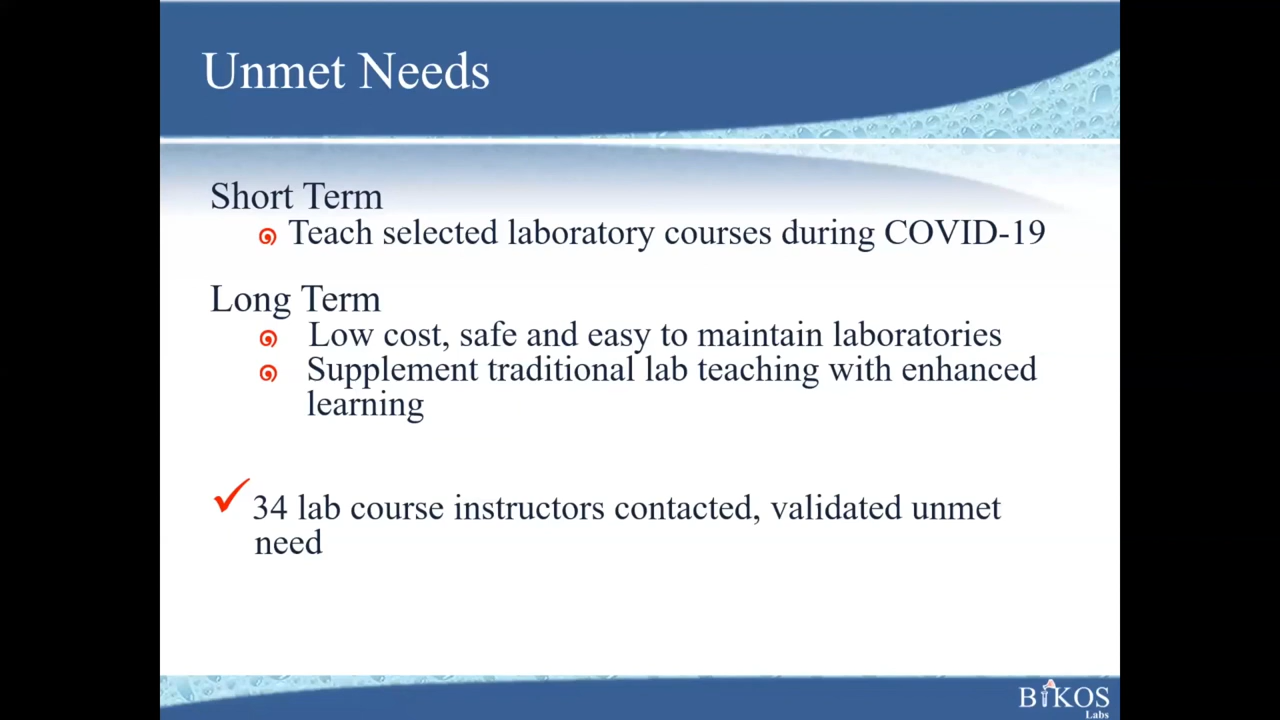 Unmet Needs
Short Term
Teach selected laboratory courses during COVID-19
Long Term
Low cost, safe and easy to maintain laboratories
Supplement traditional lab teaching with enhanced
learning
34 lab course instructors contacted, validated unmet
need
BiKOS
Labs